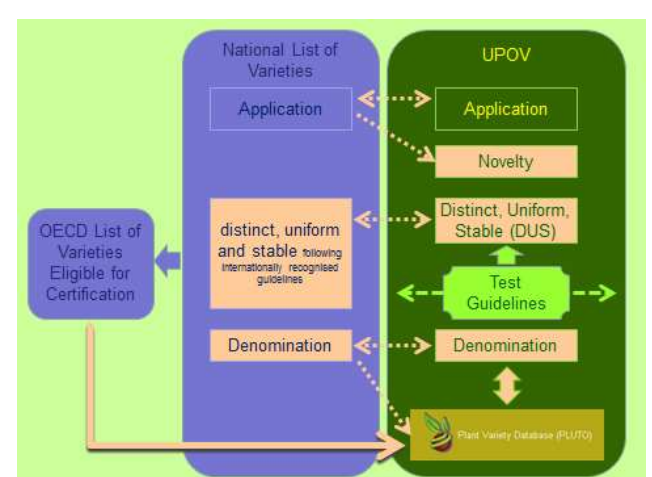 National List of
Varieties
Application
distinct, uniform
and stable following
internationally recognised
guidelines
Denomination
UPOV
Application
Novelty
Distinct, Uniform,
Stable (DUS)
Test
Guidelines
Denomination
Plant Variety Database (PLUTO)
OECD List of
Varieties
Eligible for
Certification